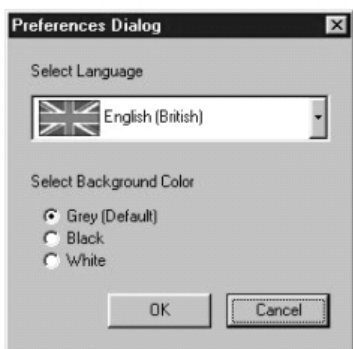 Preferences Dialog
Select Language
English (British)
Select Background Color
Grey (Default)
Black
White
OK Cancel